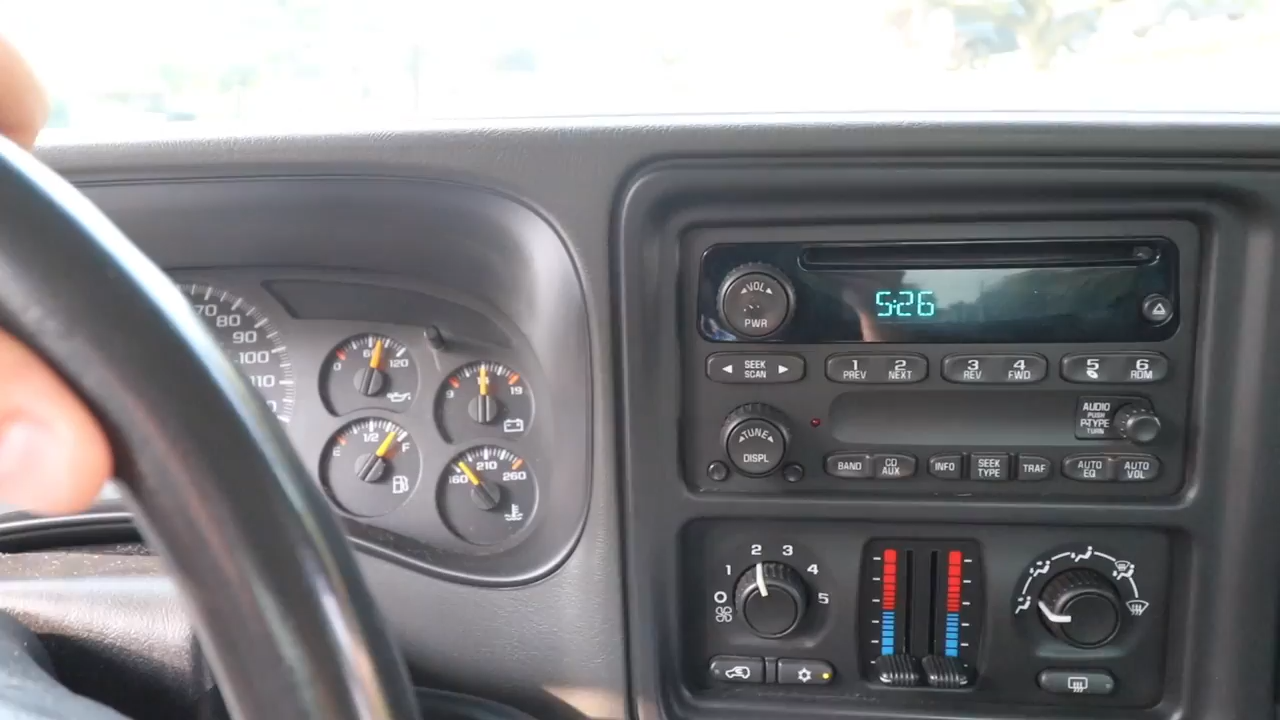 70
80
90
100
110
0 60 120
9 19
E 1/2 F
160 210 260
VOL
PWR
5:26
SEEK
SCAN
1 2
PREV NEXT
3 4
REV FWD
5 6
RDM
TUNE
DISPL
AUDIO
PUSH
P-TYPE
TURN
BAND
CD
AUX
INFO
SEEK
TYPE
TRAF
AUTO
EQ
AUTO
VOL
0 1 2 3 4 5